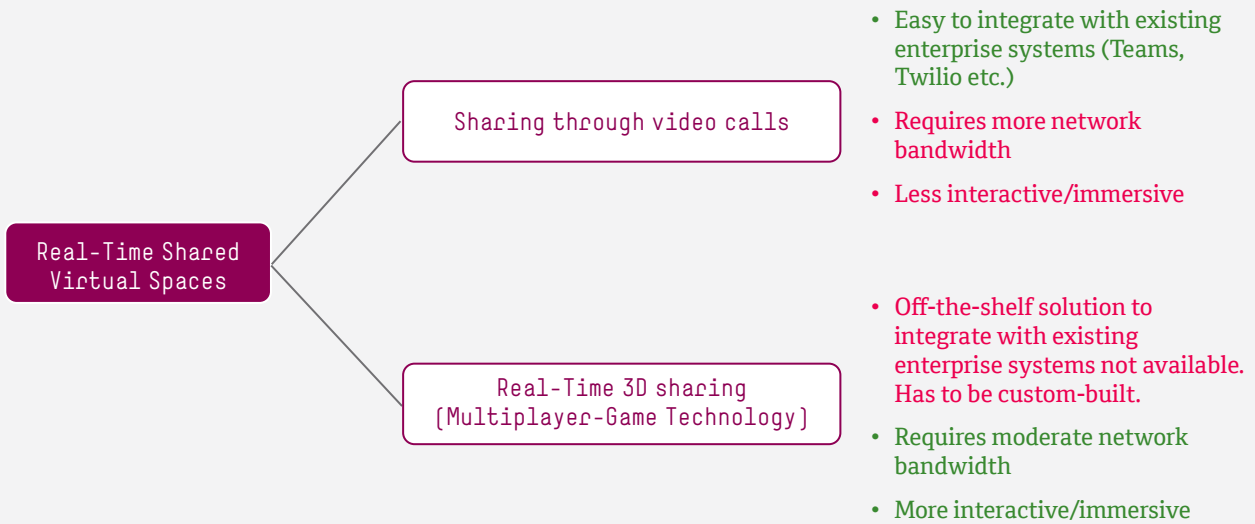 Real-Time Shared
Virtual Spaces
Sharing through video calls
• Easy to integrate with existing
enterprise systems (Teams,
Twilio etc.)
• Requires more network
bandwidth
• Less interactive/immersive
Real-Time 3D sharing
(Multiplayer-Game Technology)
• Off-the-shelf solution to
integrate with existing
enterprise systems not available.
Has to be custom-built.
• Requires moderate network
bandwidth
• More interactive/immersive